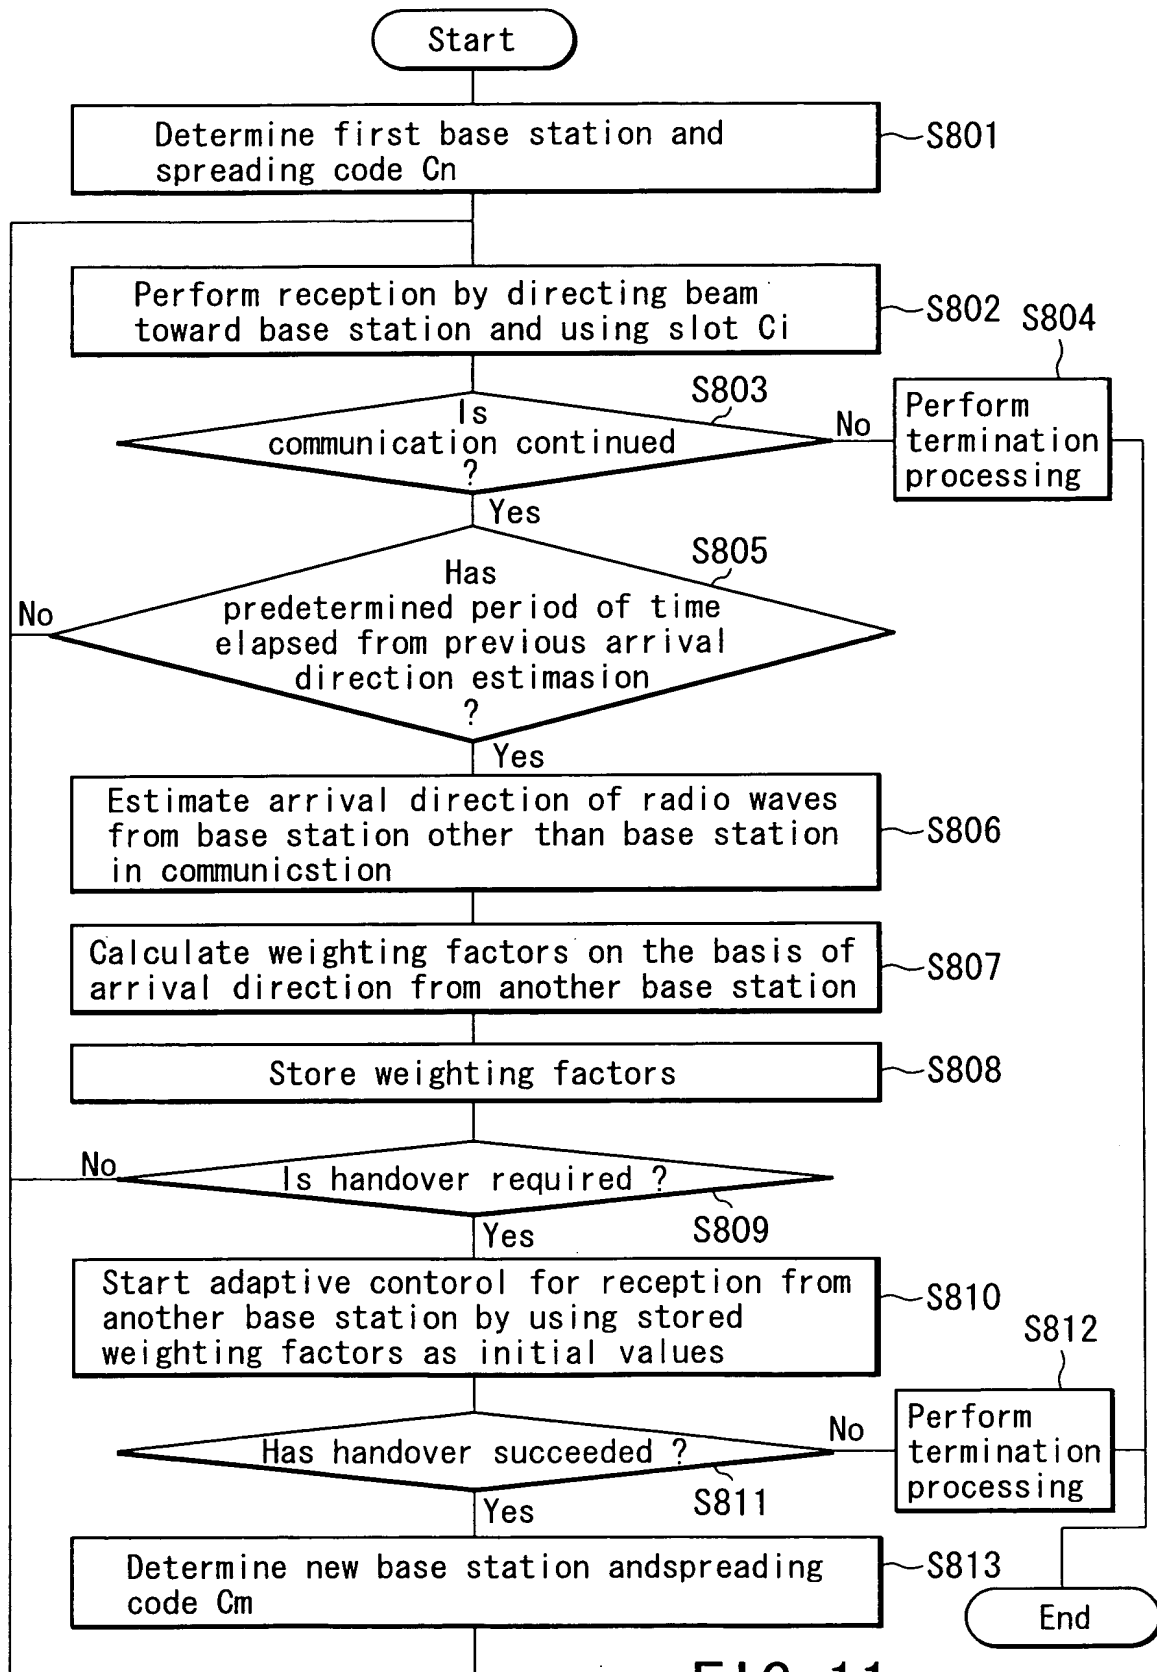 Start
Determine first base station and
spreading code Cn
S801
Perform reception by directing beam
toward base station and using slot Ci
S802
S804
S803
Is
communication continued
?
No
Perform
termination
processing
Yes
S805
Has
predetermined period of time
elapsed from previous arrival
direction estimasion
?
No
Yes
Estimate arrival direction of radio waves
from base station other than base station
in communicstion
S806
Calculate weighting factors on the basis of
arrival direction from another base station
S807
Store weighting factors
S808
No
Is handover required ?
S809
Yes
Start adaptive contorol for reception from
another base station by using stored
weighting factors as initial values
S810
S812
Has handover succeeded ?
No
Perform
termination
processing
S811
Yes
Determine new base station andspreading
code Cm
S813
End
FIG. 11